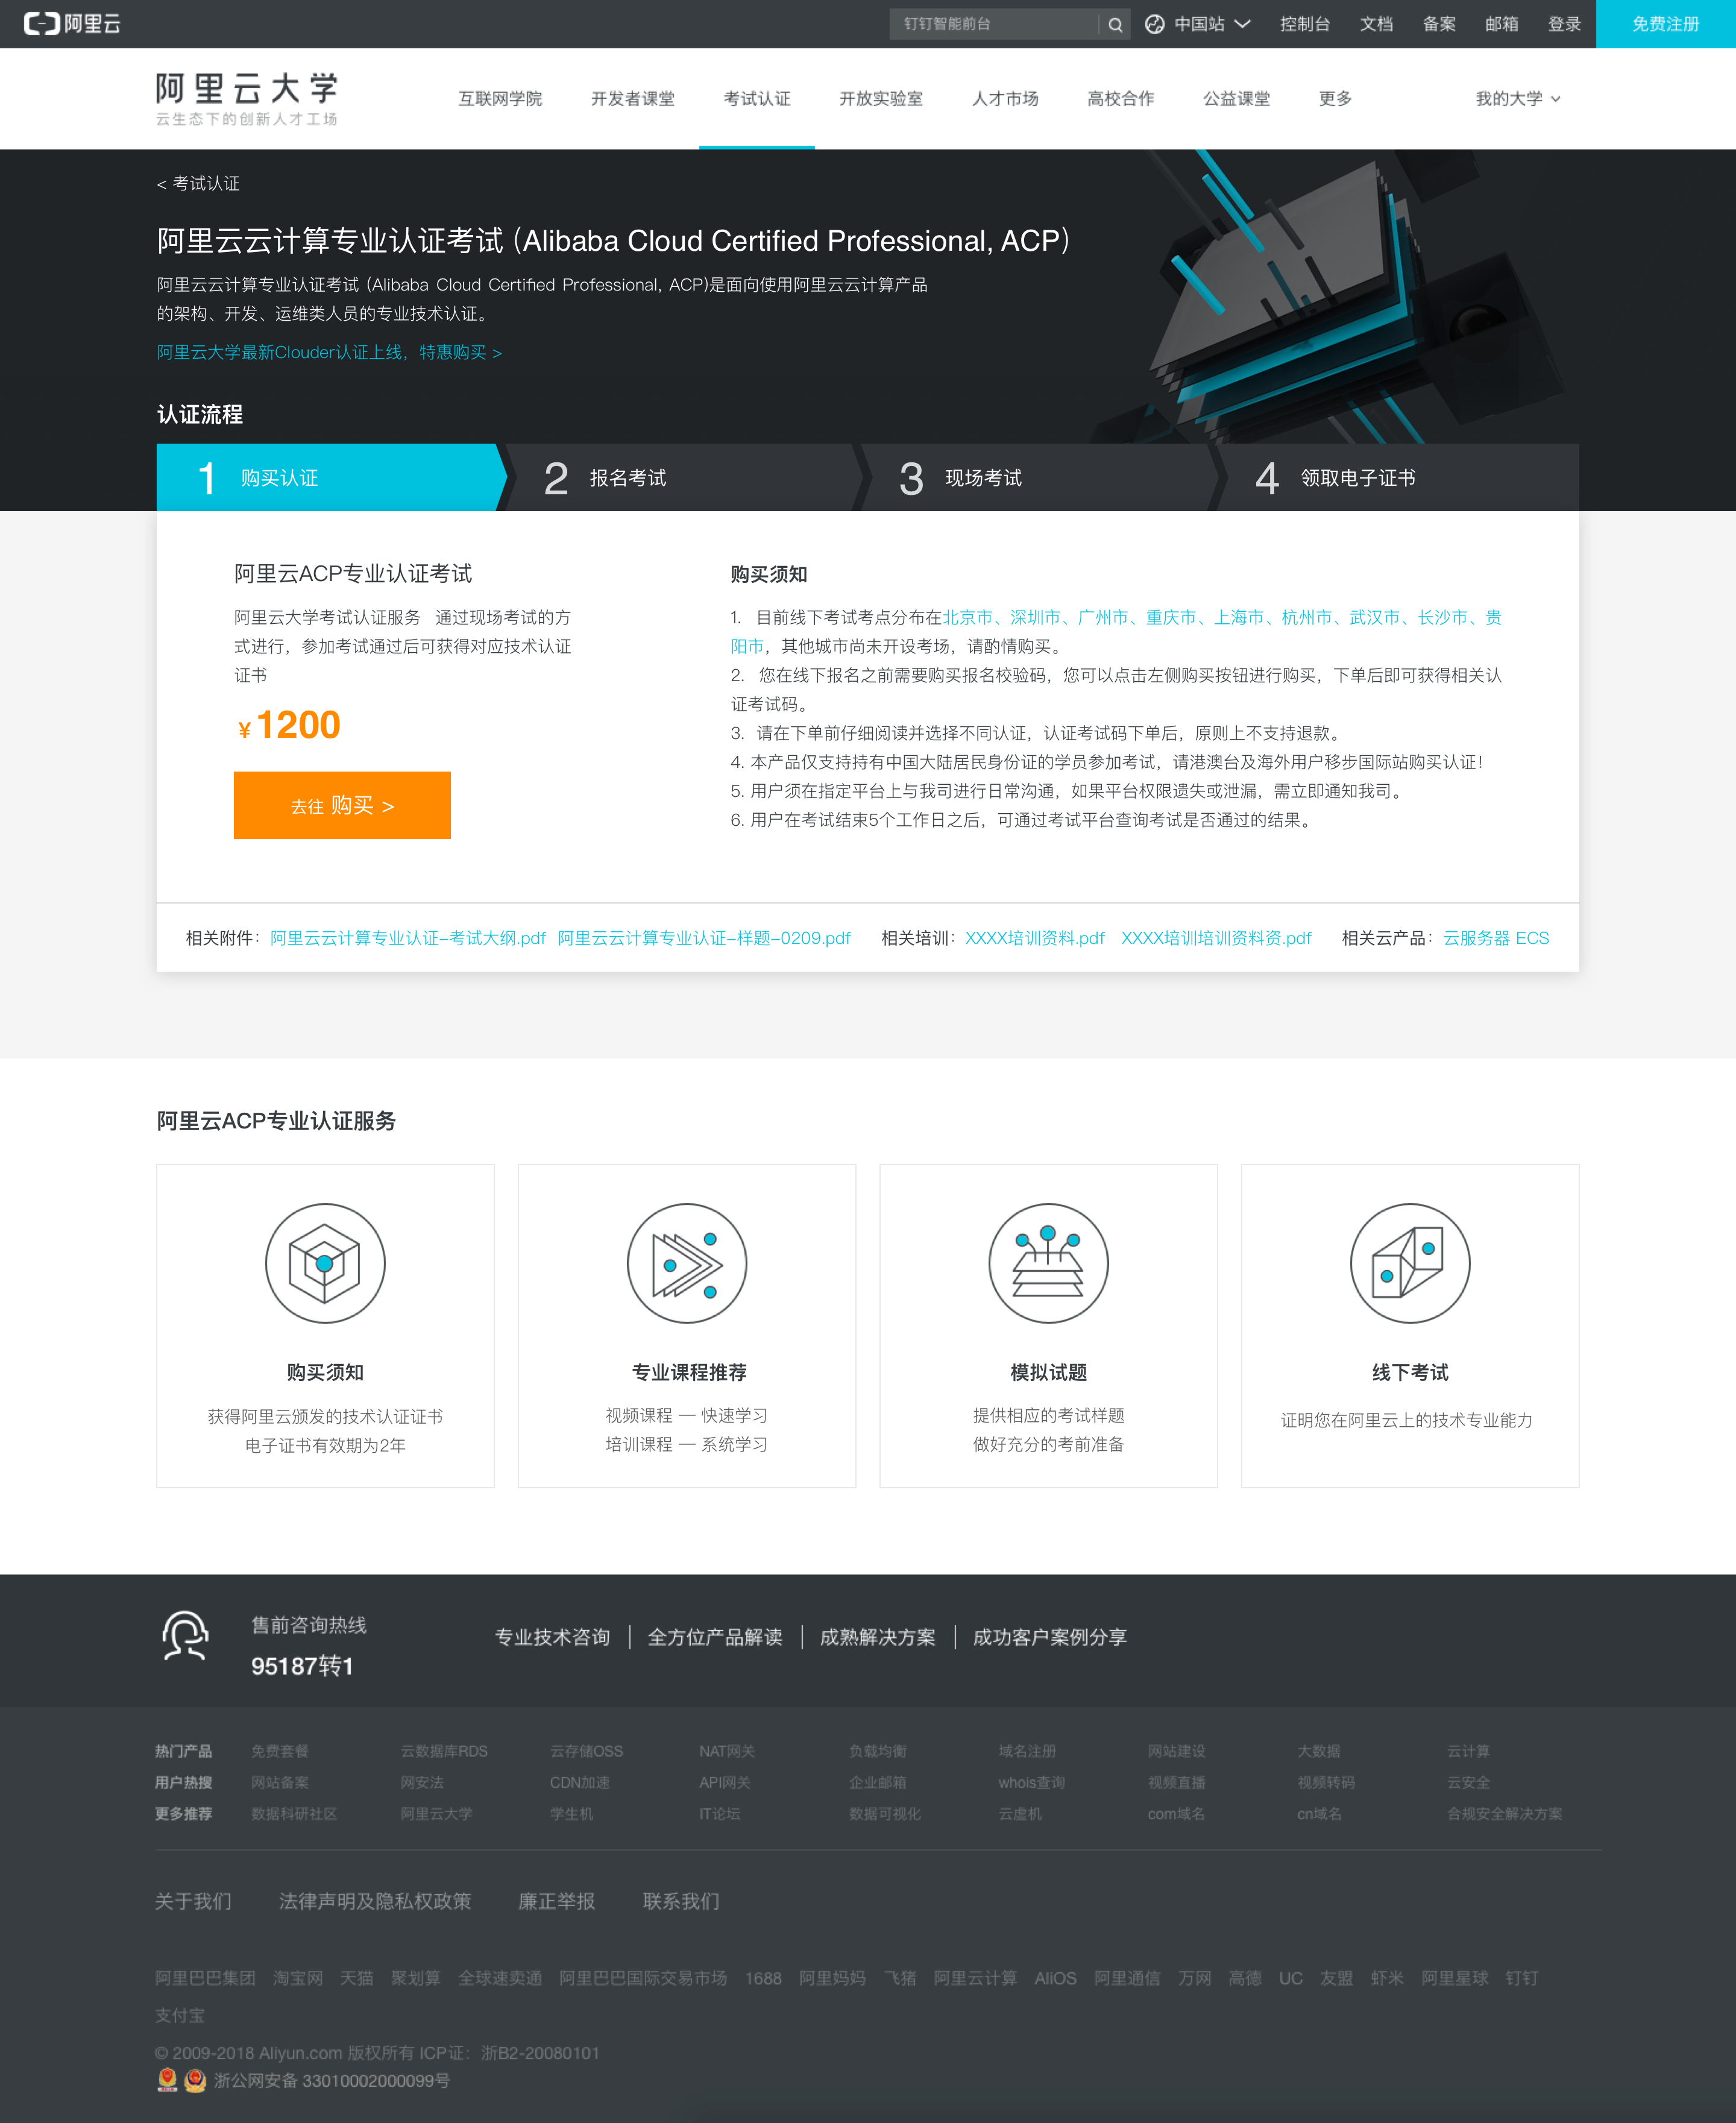 阿里云
钉钉智能前台
中国站
控制台
文档
备案
邮箱
登录
免费注册
阿里云大学
云生态下的创新人才工场
互联网学院
开发者课堂
考试认证
开放实验室
人才市场
高校合作
公益课堂
更多
我的大学
< 考试认证
阿里云云计算专业认证考试 (Alibaba Cloud Certified Professional, ACP)
阿里云云计算专业认证考试 (Alibaba Cloud Certified Professional, ACP)是面向使用阿里云云计算产品
的架构、开发、运维类人员的专业技术认证。
阿里云大学最新Clouder认证上线，特惠购买 >
认证流程
1 购买认证
2 报名考试
3 现场考试
4 领取电子证书
阿里云ACP专业认证考试
阿里云大学考试认证服务 通过现场考试的方
式进行，参加考试通过后可获得对应技术认证
证书
¥1200
去往 购买 >
购买须知
1. 目前线下考试考点分布在北京市、深圳市、广州市、重庆市、上海市、杭州市、武汉市、长沙市、贵
阳市，其他城市尚未开设考场，请酌情购买。
2. 您在线下报名之前需要购买报名校验码，您可以点击左侧购买按钮进行购买，下单后即可获得相关认
证考试码。
3. 请在下单前仔细阅读并选择不同认证，认证考试码下单后，原则上不支持退款。
4. 本产品仅支持持有中国大陆居民身份证的学员参加考试，请港澳台及海外用户移步国际站购买认证！
5. 用户须在指定平台上与我司进行日常沟通，如果平台权限遗失或泄漏，需立即通知我司。
6. 用户在考试结束5个工作日之后，可通过考试平台查询考试是否通过的结果。
相关附件：阿里云云计算专业认证-考试大纲.pdf 阿里云云计算专业认证-样题-0209.pdf 相关培训：XXXX培训资料.pdf XXXX培训培训资料资.pdf 相关云产品：云服务器 ECS
阿里云ACP专业认证服务
购买须知
获得阿里云颁发的技术认证证书
电子证书有效期为2年
专业课程推荐
视频课程 — 快速学习
培训课程 — 系统学习
模拟试题
提供相应的考试样题
做好充分的考前准备
线下考试
证明您在阿里云上的技术专业能力
售前咨询热线
95187转1
专业技术咨询 | 全方位产品解读 | 成熟解决方案 | 成功客户案例分享
热门产品 免费套餐 云数据库RDS 云存储OSS NAT网关 负载均衡 域名注册 网站建设 大数据 云计算
用户热搜 网站备案 网安法 CDN加速 API网关 企业邮箱 whois查询 视频直播 视频转码 云安全
更多推荐 数据科研社区 阿里云大学 学生机 IT论坛 数据可视化 云虚机 com域名 cn域名 合规安全解决方案
关于我们 法律声明及隐私权政策 廉正举报 联系我们
阿里巴巴集团 淘宝网 天猫 聚划算 全球速卖通 阿里巴巴国际交易市场 1688 阿里妈妈 飞猪 阿里云计算 AliOS 阿里通信 万网 高德 UC 友盟 虾米 阿里星球 钉钉
支付宝
© 2009-2018 Aliyun.com 版权所有 ICP证：浙B2-20080101
浙公网安备 33010002000099号